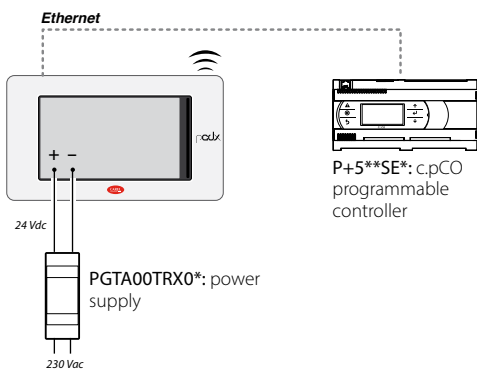 Ethernet
+ −
24 Vdc
P+5**SE*: c.pCO
programmable
controller
PGTA00TRX0*: power
supply
230 Vac